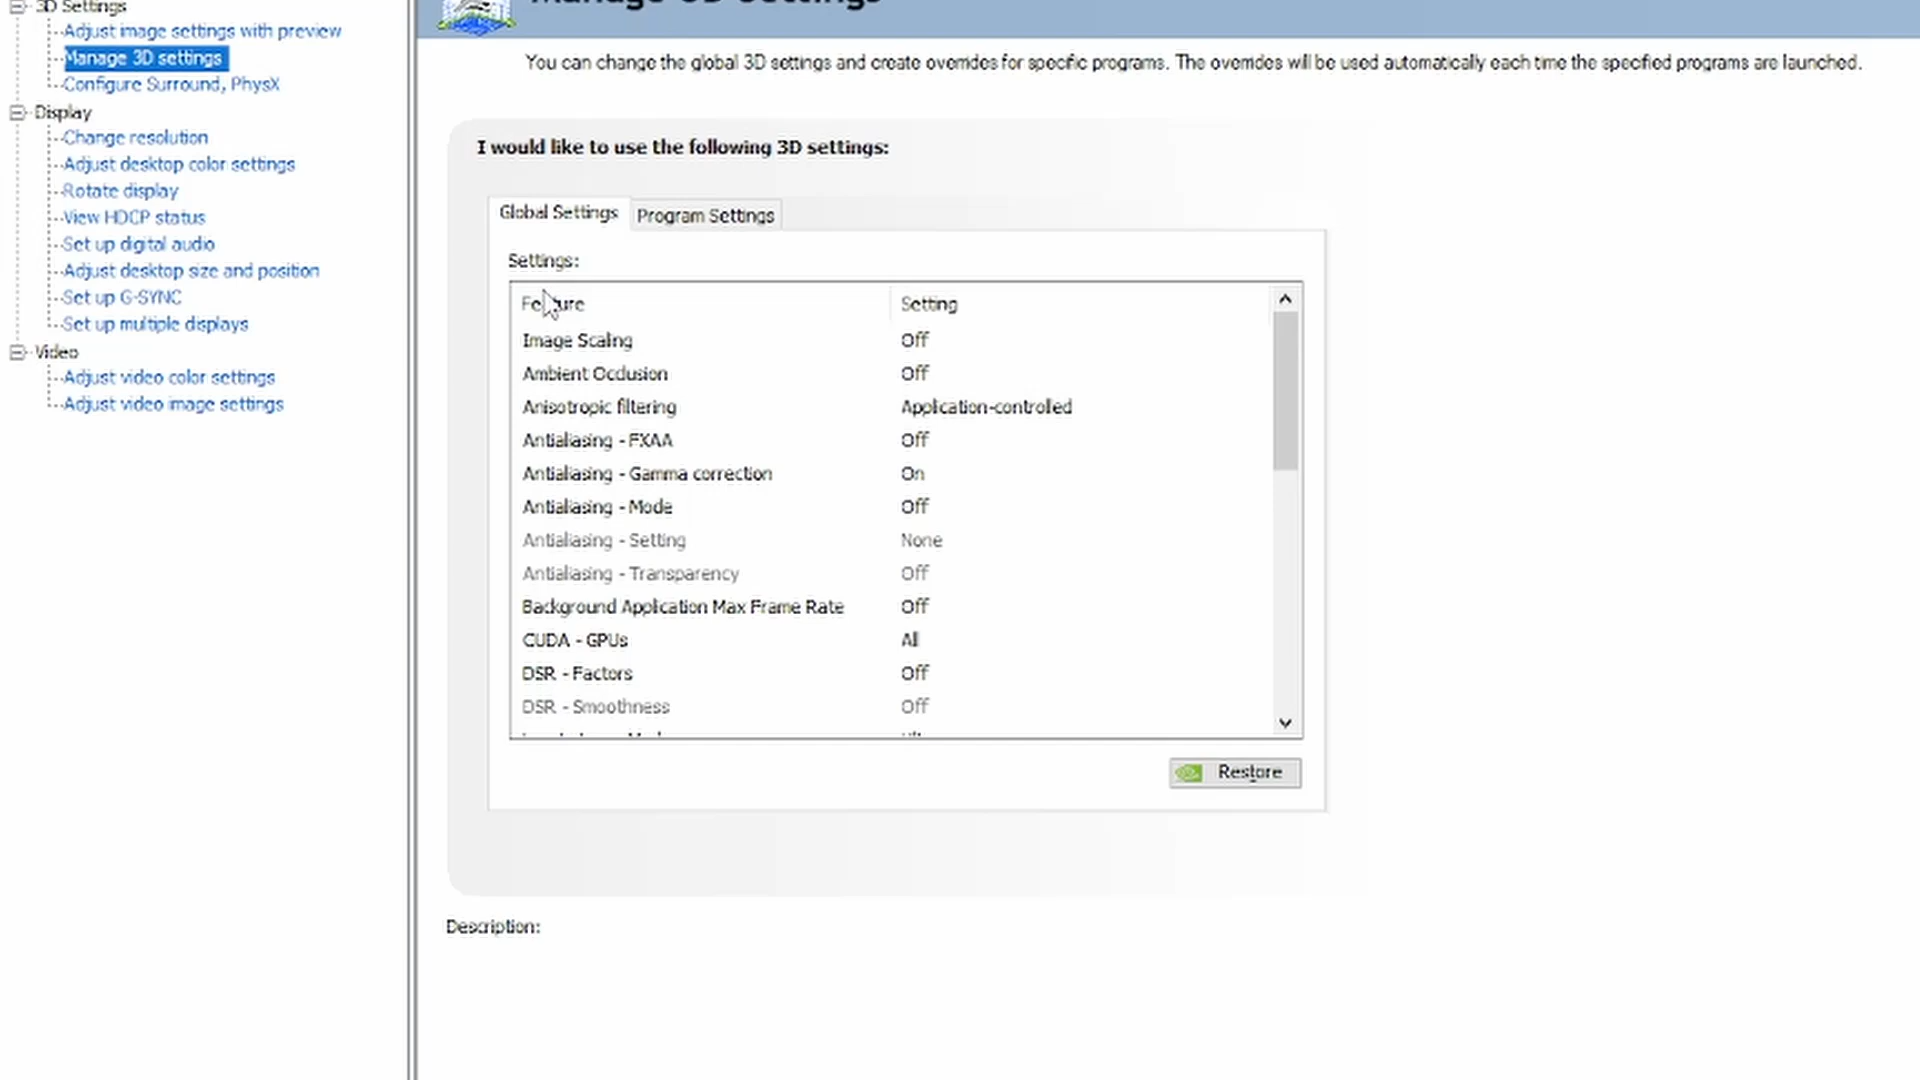 3D Settings
Adjust image settings with preview
Manage 3D settings
Configure Surround, PhysX
Display
Change resolution
Adjust desktop color settings
Rotate display
View HDCP status
Set up digital audio
Adjust desktop size and position
Set up G-SYNC
Set up multiple displays
Video
Adjust video color settings
Adjust video image settings
Manage 3D Settings
You can change the global 3D settings and create overrides for specific programs. The overrides will be used automatically each time the specified programs are launched.
I would like to use the following 3D settings:
Global Settings Program Settings
Settings:
Feature Setting
Image Scaling Off
Ambient Occlusion Off
Anisotropic filtering Application-controlled
Antialiasing - FXAA Off
Antialiasing - Gamma correction On
Antialiasing - Mode Off
Antialiasing - Setting None
Antialiasing - Transparency Off
Background Application Max Frame Rate Off
CUDA - GPUs All
DSR - Factors Off
DSR - Smoothness Off
Restore
Description: